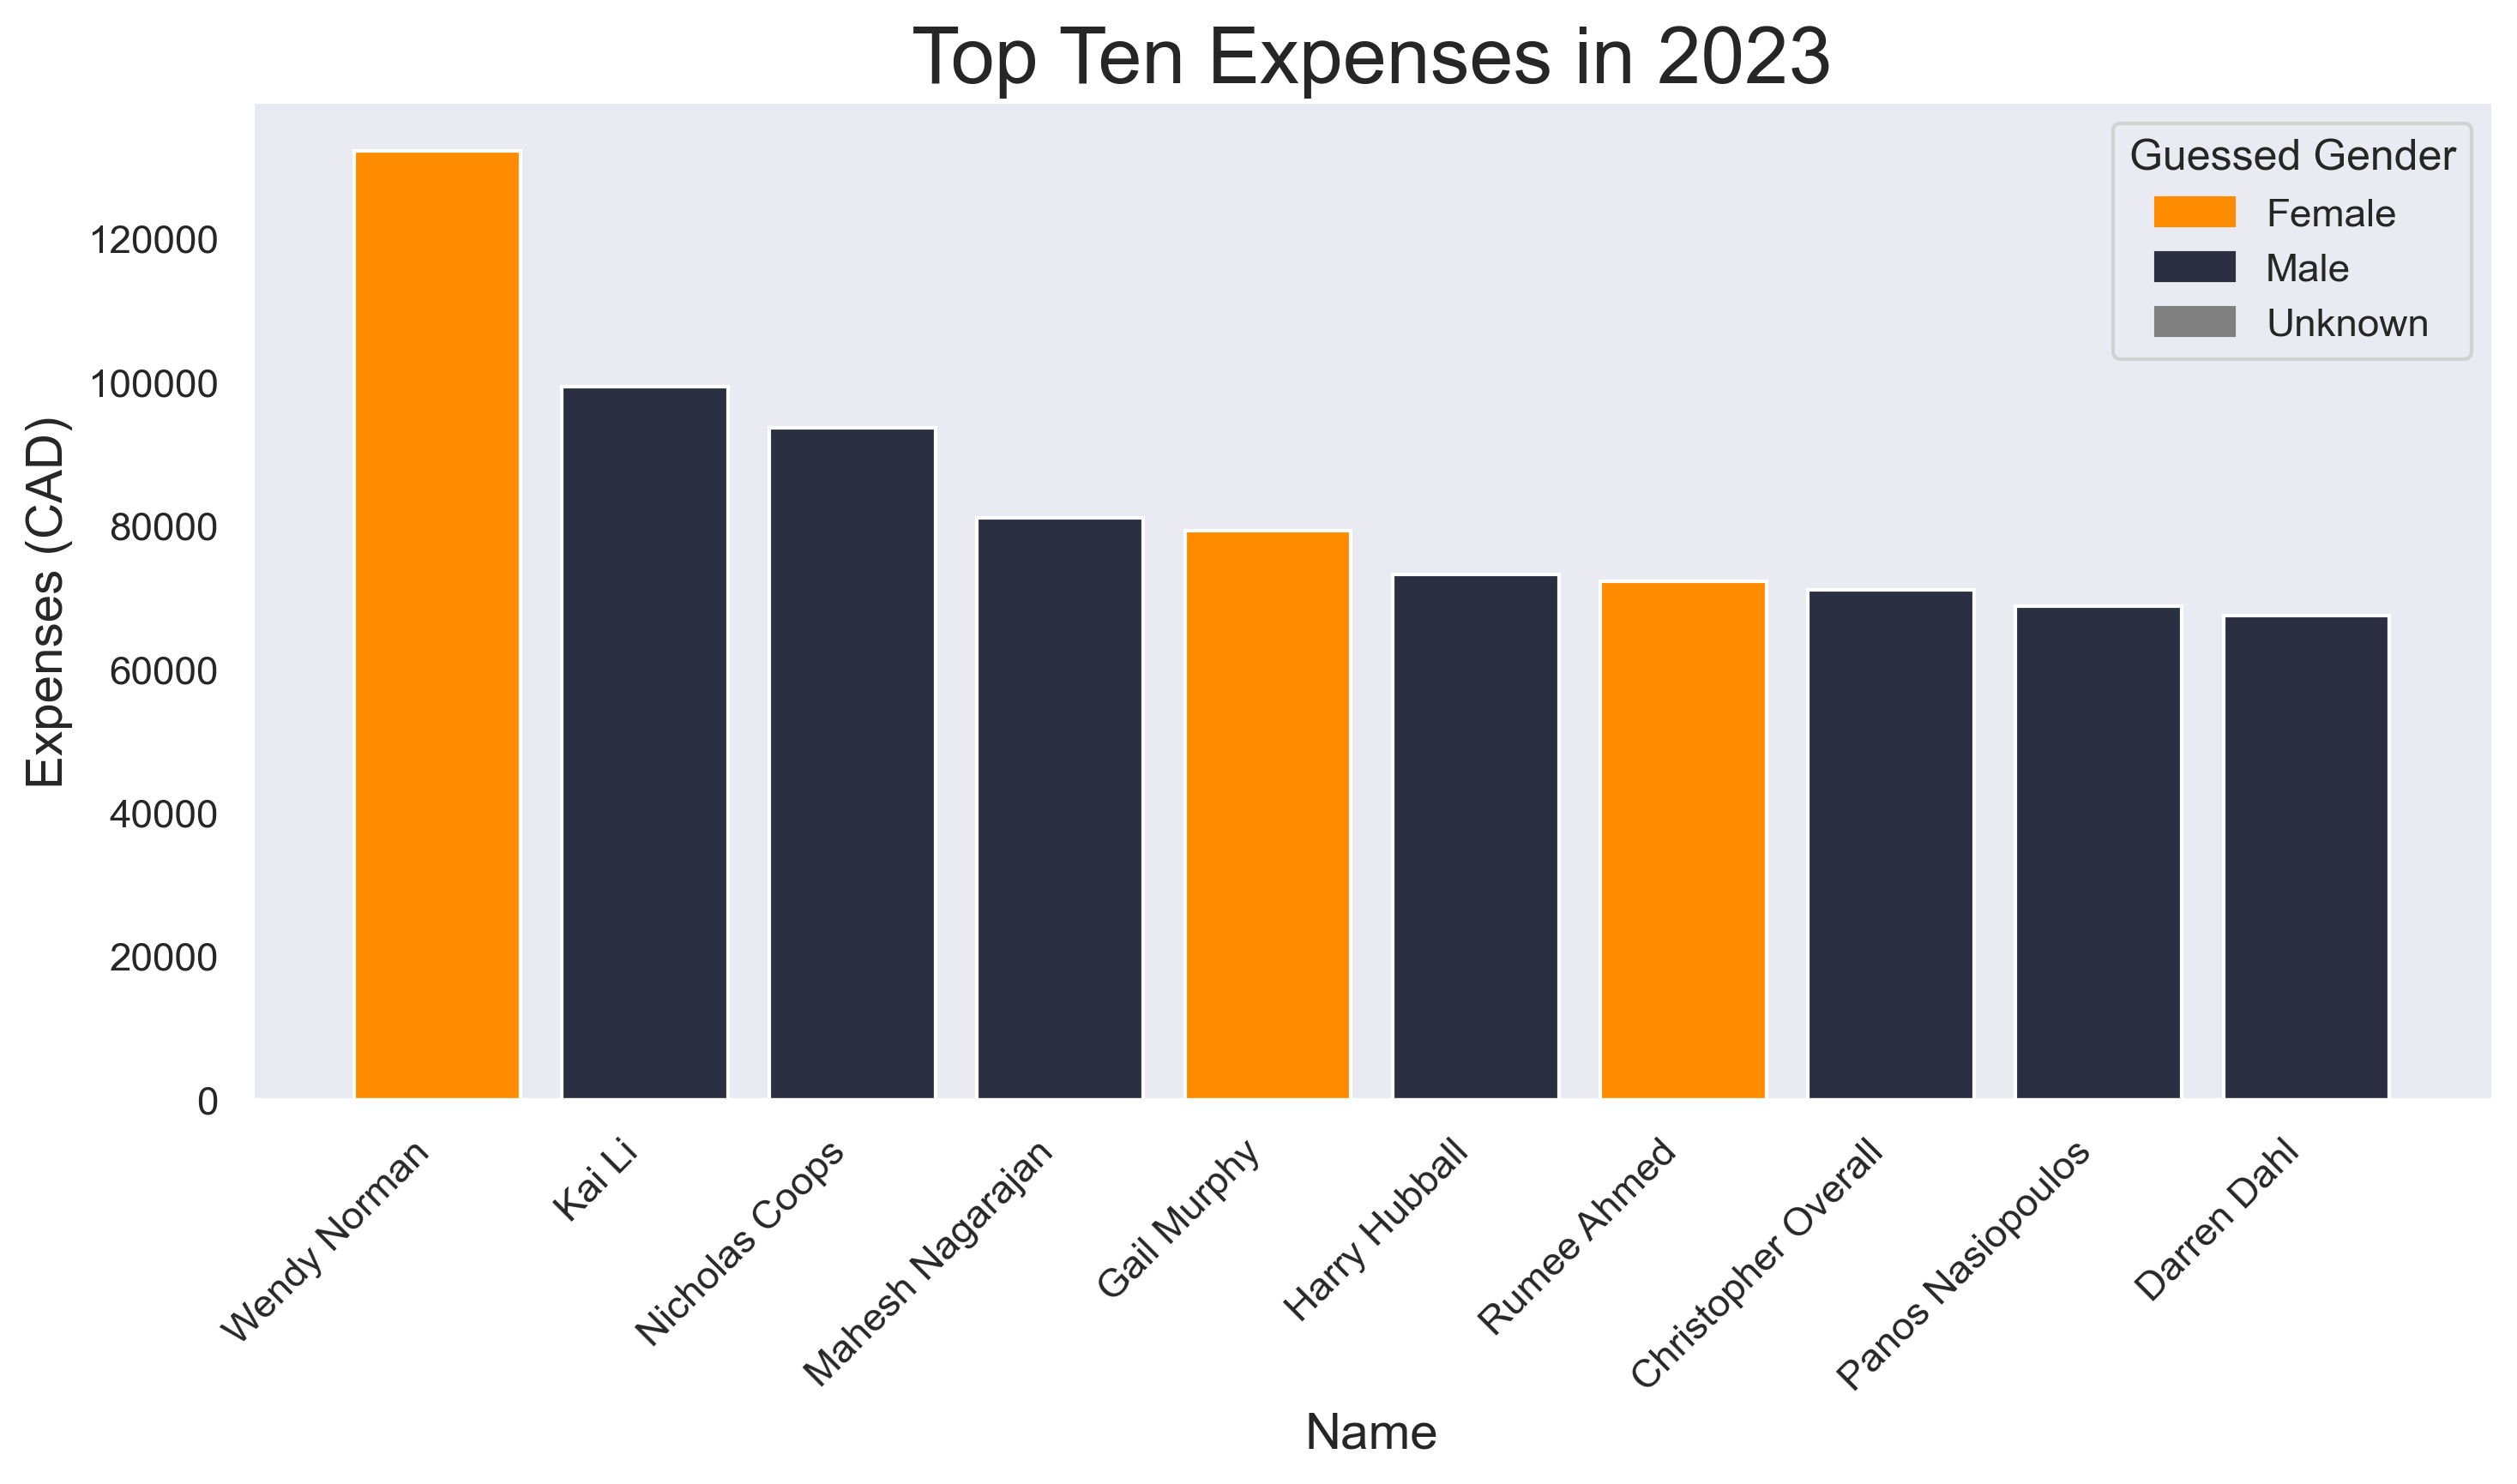 Top Ten Expenses in 2023
Guessed Gender
Female
Male
Unknown
Expenses (CAD)
120000
100000
80000
60000
40000
20000
0
Wendy Norman
Kai Li
Nicholas Coops
Mahesh Nagarajan
Gail Murphy
Harry Hubball
Rumee Ahmed
Christopher Overall
Panos Nasiopoulos
Darren Dahl
Name